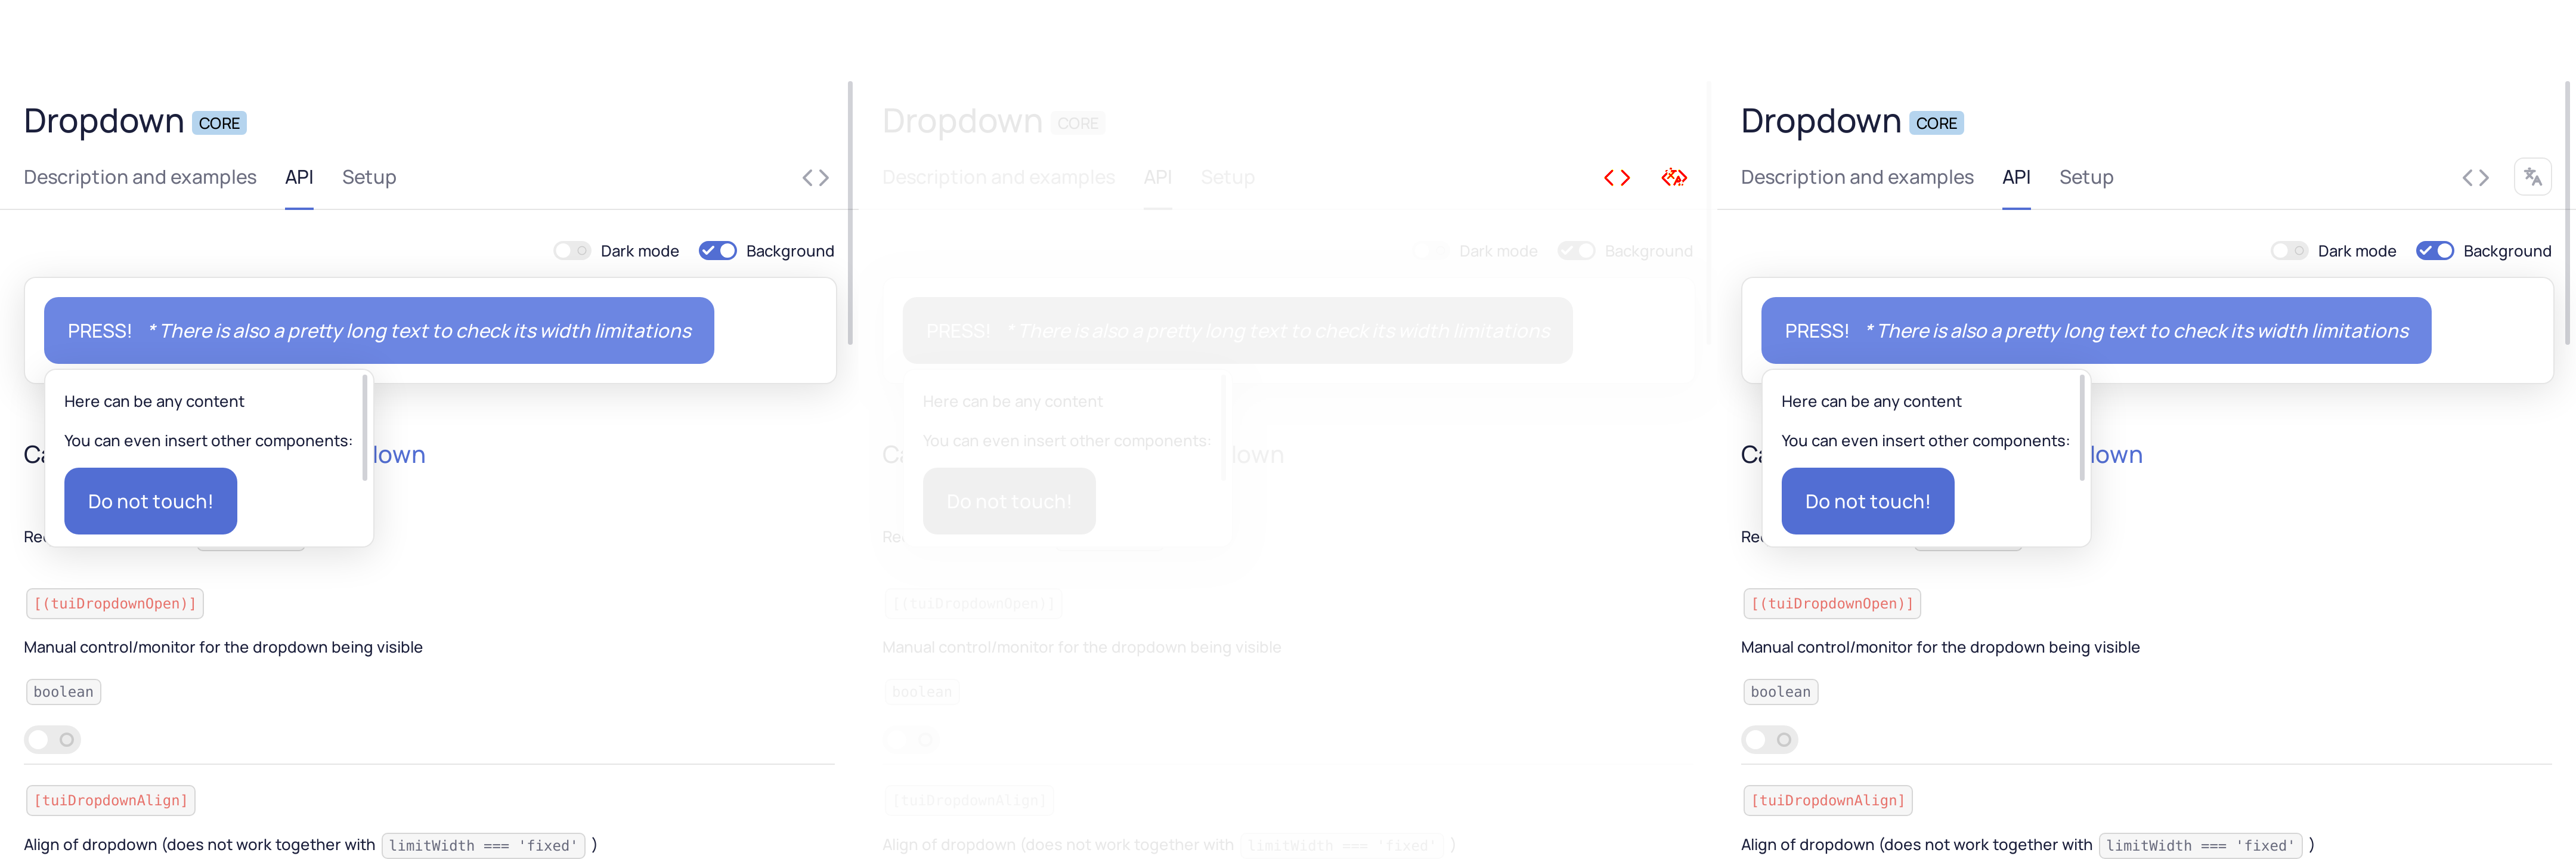 Dropdown CORE
Description and examples API Setup
Dark mode Background
PRESS! * There is also a pretty long text to check its width limitations
Here can be any content
You can even insert other components:
lown
Do not touch!
[(tuiDropdownOpen)]
Manual control/monitor for the dropdown being visible
boolean
[tuiDropdownAlign]
Align of dropdown (does not work together with limitWidth === 'fixed' )
Dropdown CORE
Description and examples API Setup
Dark mode Background
PRESS! * There is also a pretty long text to check its width limitations
Here can be any content
You can even insert other components:
lown
Do not touch!
[(tuiDropdownOpen)]
Manual control/monitor for the dropdown being visible
boolean
[tuiDropdownAlign]
Align of dropdown (does not work together with limitWidth === 'fixed' )
Dropdown CORE
Description and examples API Setup
Dark mode Background
PRESS! * There is also a pretty long text to check its width limitations
Here can be any content
You can even insert other components:
lown
Do not touch!
[(tuiDropdownOpen)]
Manual control/monitor for the dropdown being visible
boolean
[tuiDropdownAlign]
Align of dropdown (does not work together with limitWidth === 'fixed' )